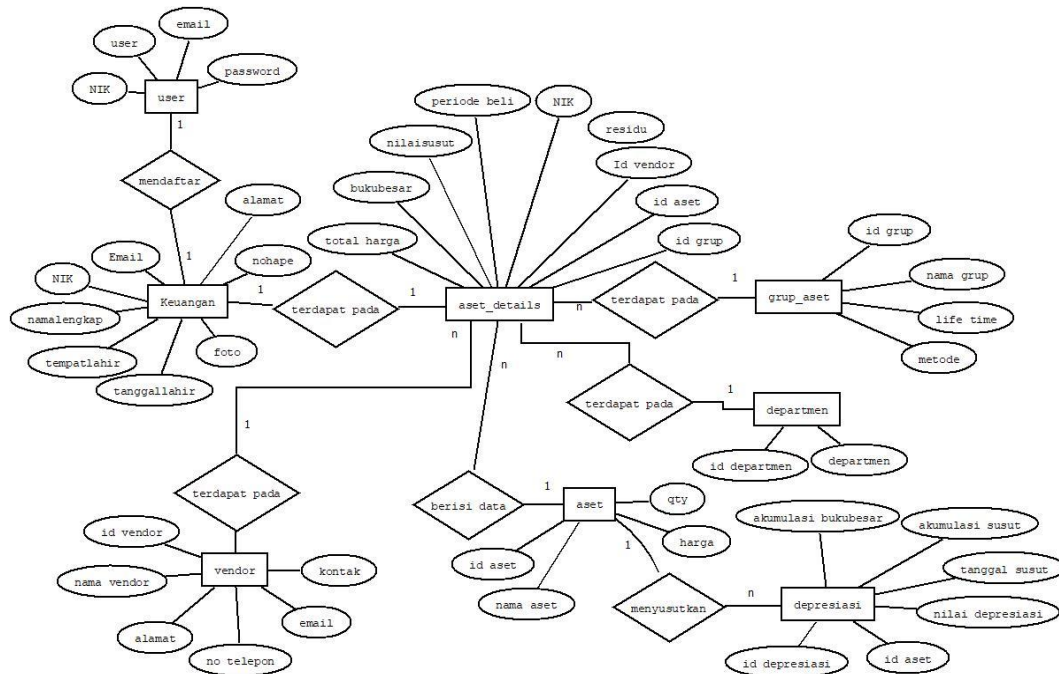 email
user
password
NIK
user
1
mendaftar
1
periode beli
NIK
residu
nilaisusut
Id vendor
bukubesar
id aset
total harga
id grup
alamat
Email
nohape
NIK
Keuangan
namalengkap
tempatlahir
tanggallahir
foto
1
terdapat pada
1
aset_details
n
terdapat pada
1
grup_aset
id grup
nama grup
life time
metode
n
n
n
terdapat pada
1
departmen
id departmen
departmen
1
terdapat pada
id vendor
vendor
nama vendor
kontak
alamat
email
no telepon
berisi data
1
aset
qty
harga
id aset
nama aset
1
menyusutkan
n
depresiasi
akumulasi bukubesar
akumulasi susut
tanggal susut
nilai depresiasi
id depresiasi
id aset